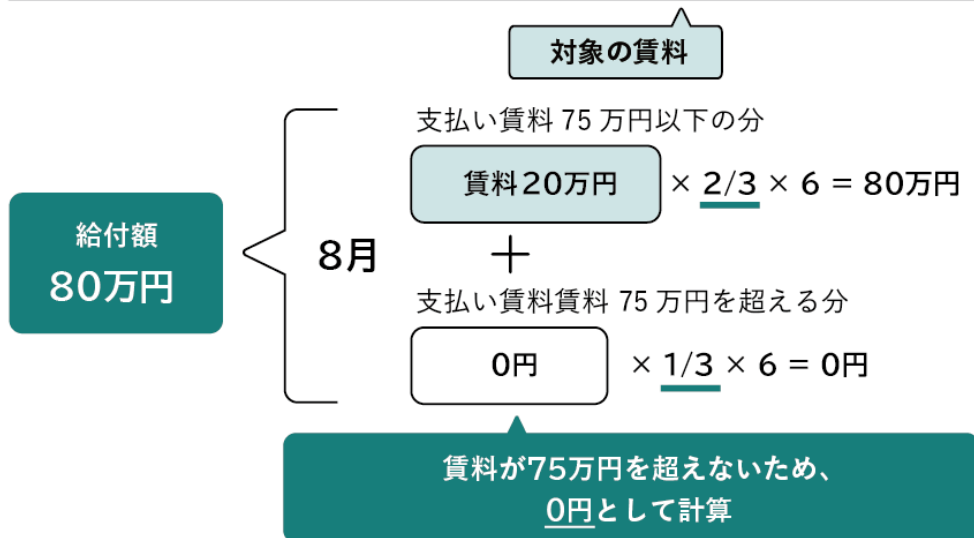 対象の賃料
支払い賃料 75 万円以下の分
賃料20万円 × 2/3 × 6 = 80万円
給付額
80万円
8月
+
支払い賃料賃料 75 万円を超える分
0円 × 1/3 × 6 = 0円
賃料が75万円を超えないため、
0円として計算